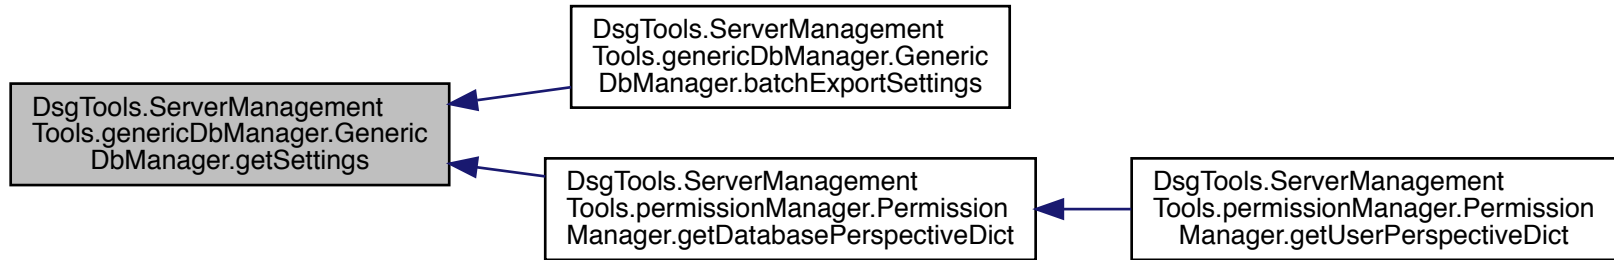 DsgTools.ServerManagement
Tools.genericDbManager.Generic
DbManager.getSettings
DsgTools.ServerManagement
Tools.genericDbManager.Generic
DbManager.batchExportSettings
DsgTools.ServerManagement
Tools.permissionManager.Permission
Manager.getDatabasePerspectiveDict
DsgTools.ServerManagement
Tools.permissionManager.Permission
Manager.getUserPerspectiveDict